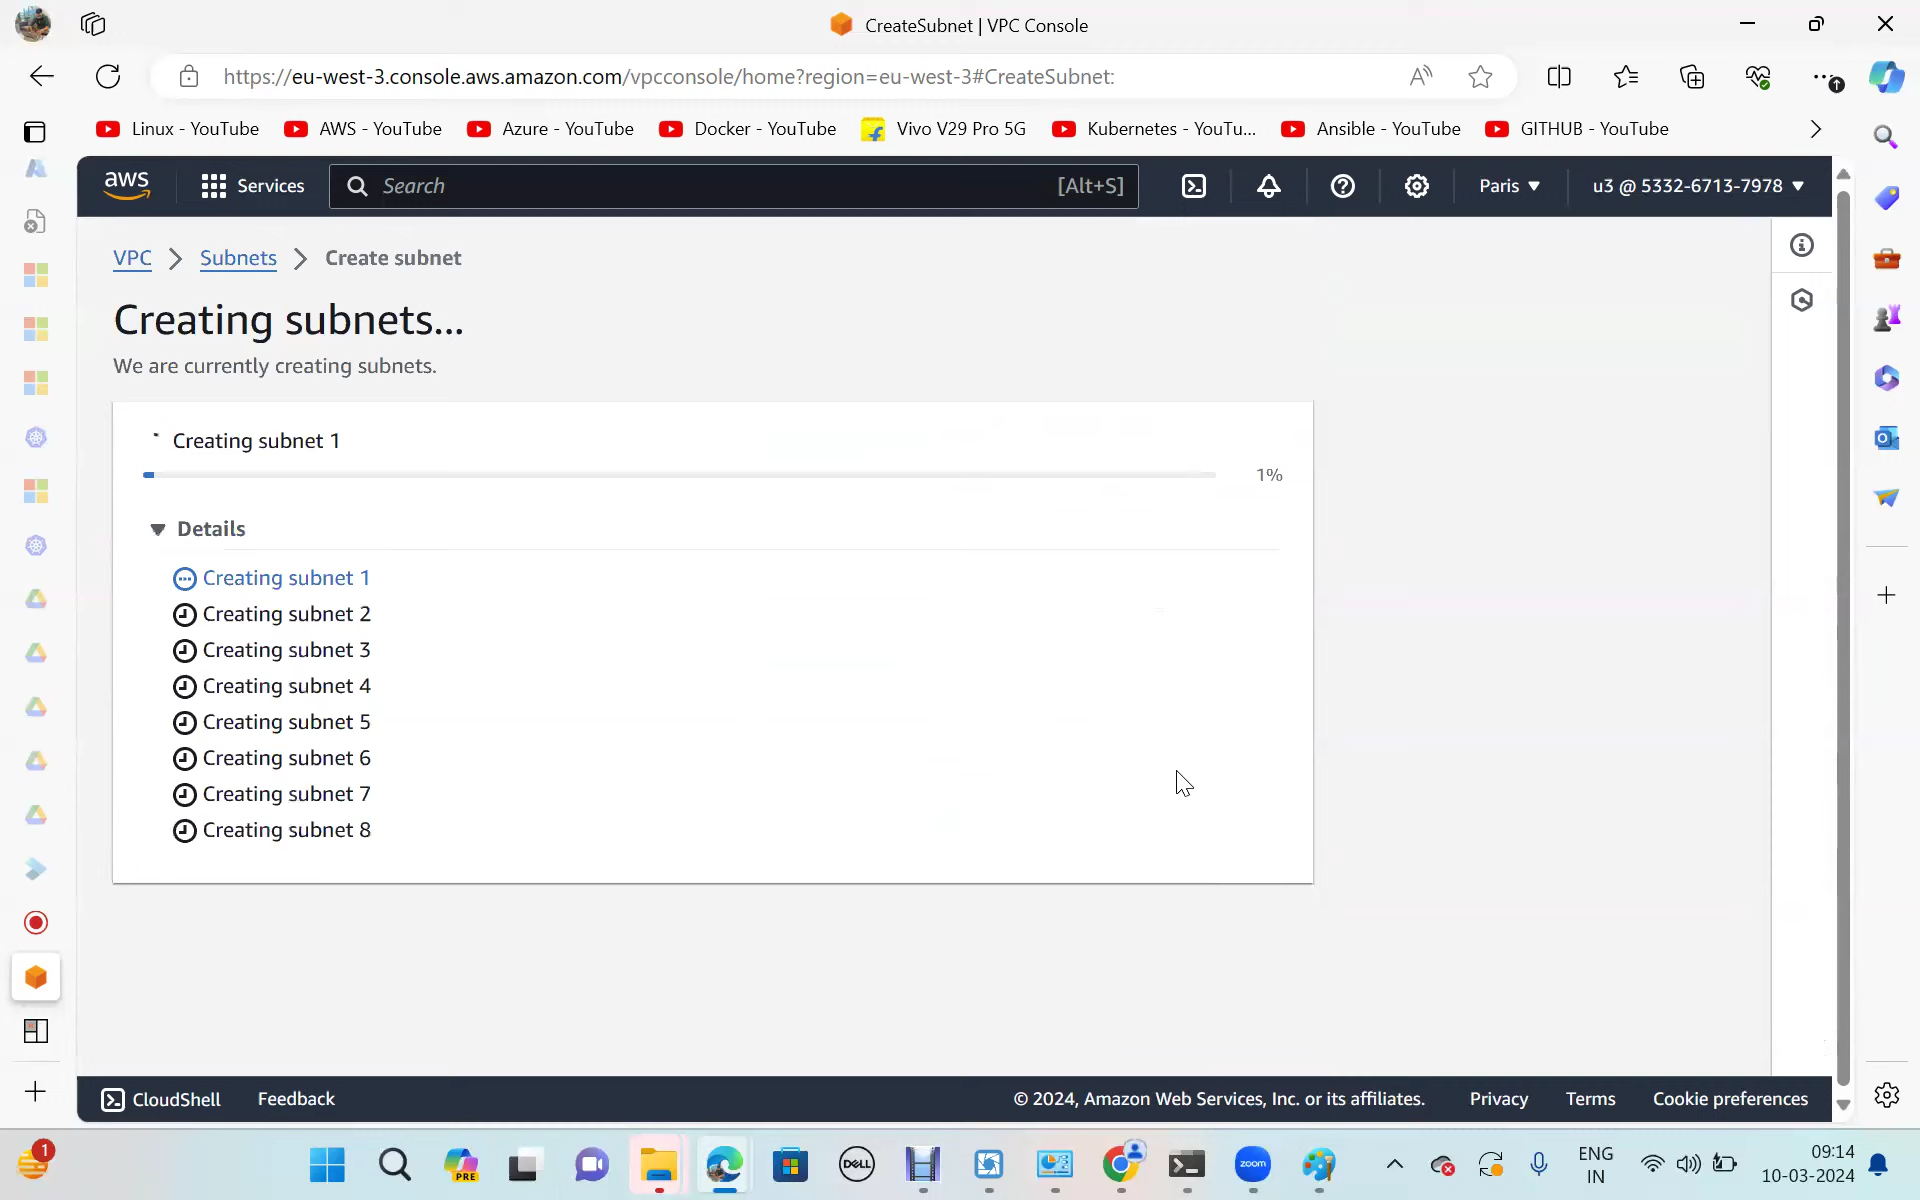 CreateSubnet | VPC Console
https://eu-west-3.console.aws.amazon.com/vpcconsole/home?region=eu-west-3#CreateSubnet:
Linux - YouTube
AWS - YouTube
Azure - YouTube
Docker - YouTube
Vivo V29 Pro 5G
Kubernetes - YouTu...
Ansible - YouTube
GITHUB - YouTube
aws
Services
Search
[Alt+S]
Paris
u3 @ 5332-6713-7978
VPC
Subnets
Create subnet
Creating subnets...
We are currently creating subnets.
Creating subnet 1
1%
Details
Creating subnet 1
Creating subnet 2
Creating subnet 3
Creating subnet 4
Creating subnet 5
Creating subnet 6
Creating subnet 7
Creating subnet 8
CloudShell
Feedback
© 2024, Amazon Web Services, Inc. or its affiliates.
Privacy
Terms
Cookie preferences
1
PRE
DELL
zoom
ENG
IN
09:14
10-03-2024